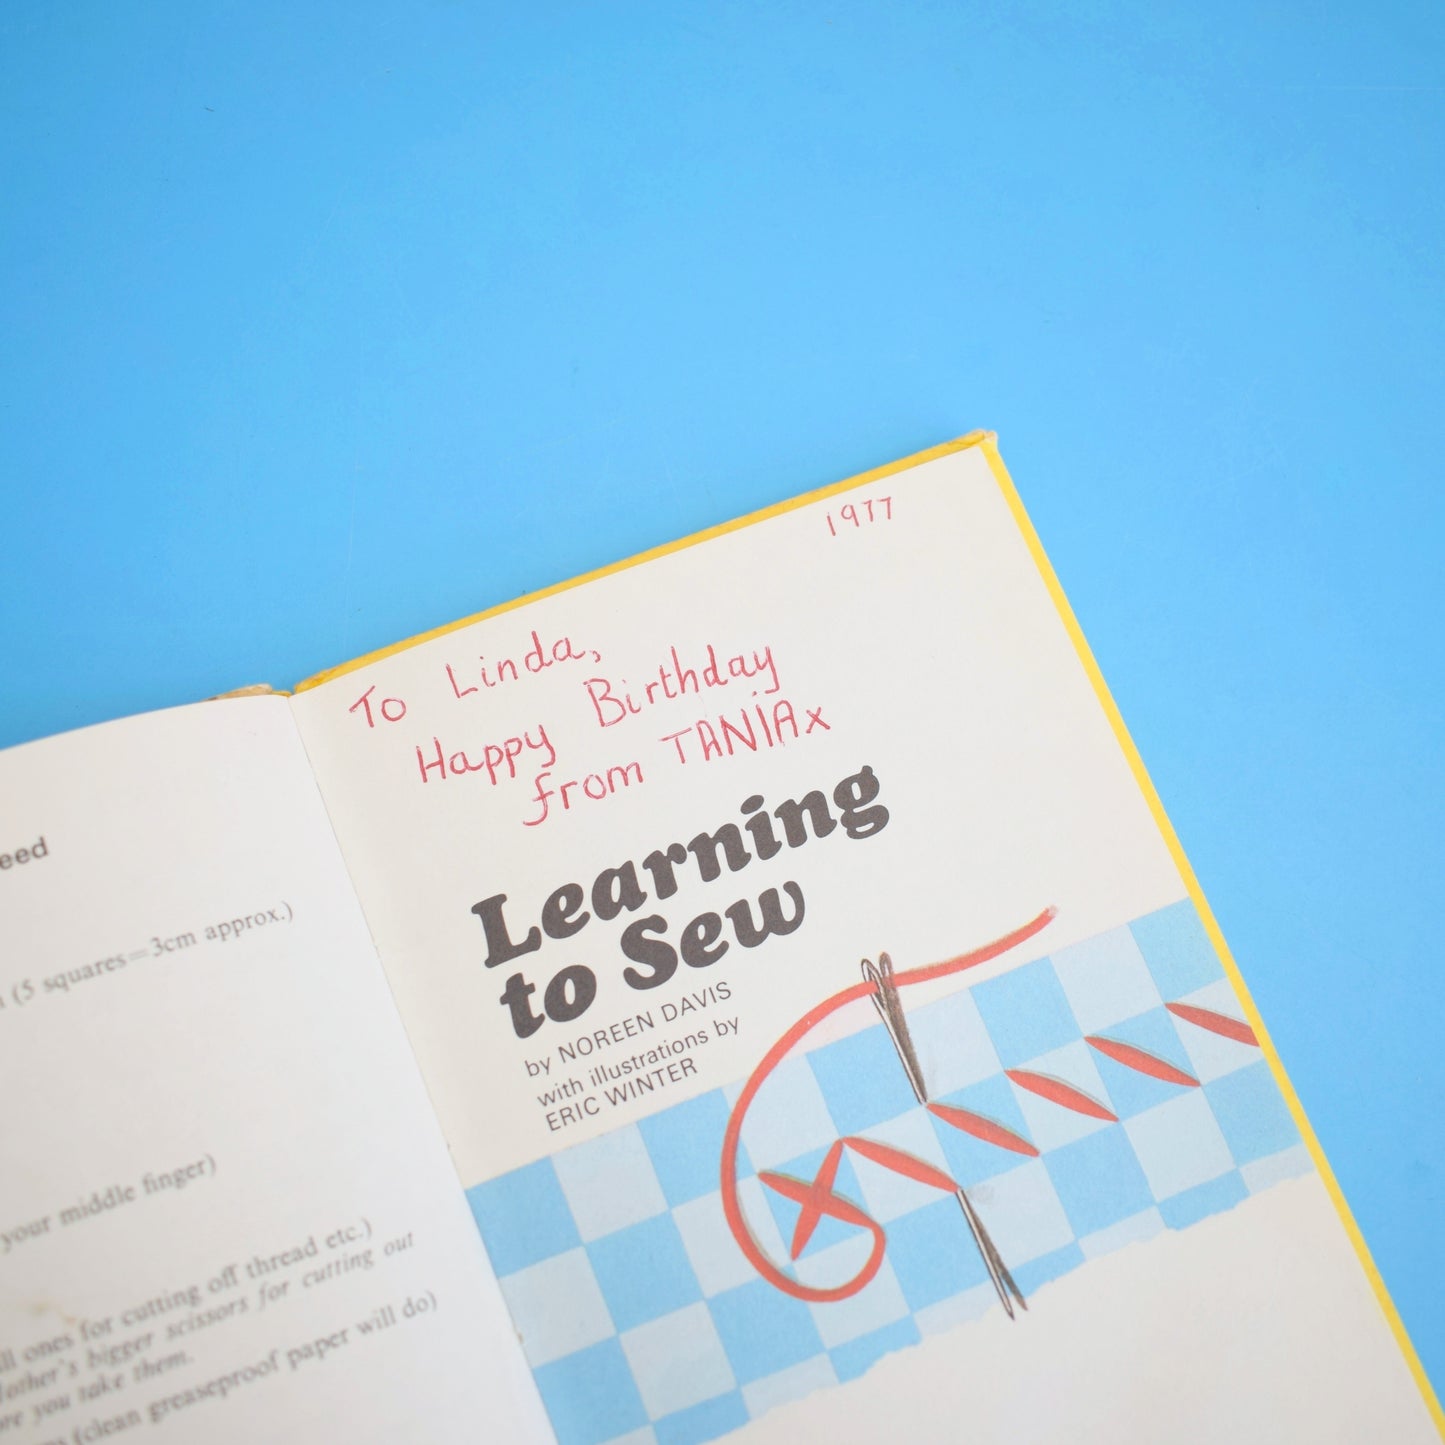 eed
(5 squares=3cm approx.)
your middle finger)
ones for cutting off thread etc.)
other's bigger scissors for cutting out
you take them.
(clean greaseproof paper will do)
1977
To Linda,
Happy Birthday
from TANIAx
Learning
to Sew
by NOREEN DAVIS
with illustrations by
ERIC WINTER